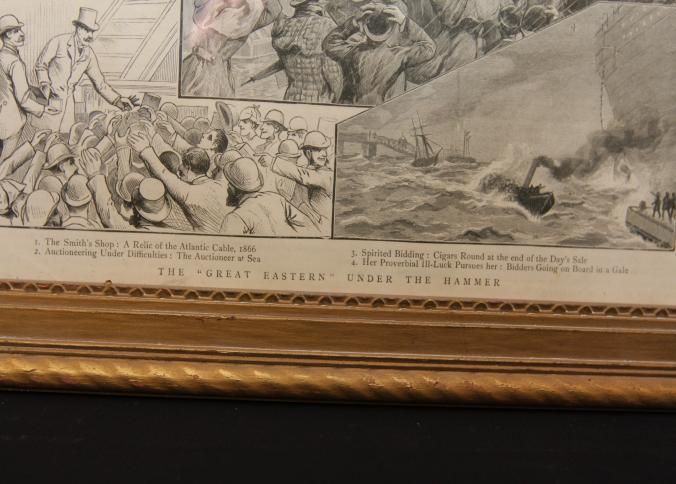 1. The Smith's Shop: A Relic of the Atlantic Cable, 1866
2. Auctioneering Under Difficulties: The Auctioneer at Sea
3. Spirited Bidding: Cigars Round at the end of the Day's Sale
4. Her Proverbial Ill-Luck Pursues her: Bidders Going on Board in a Gale
THE "GREAT EASTERN" UNDER THE HAMMER